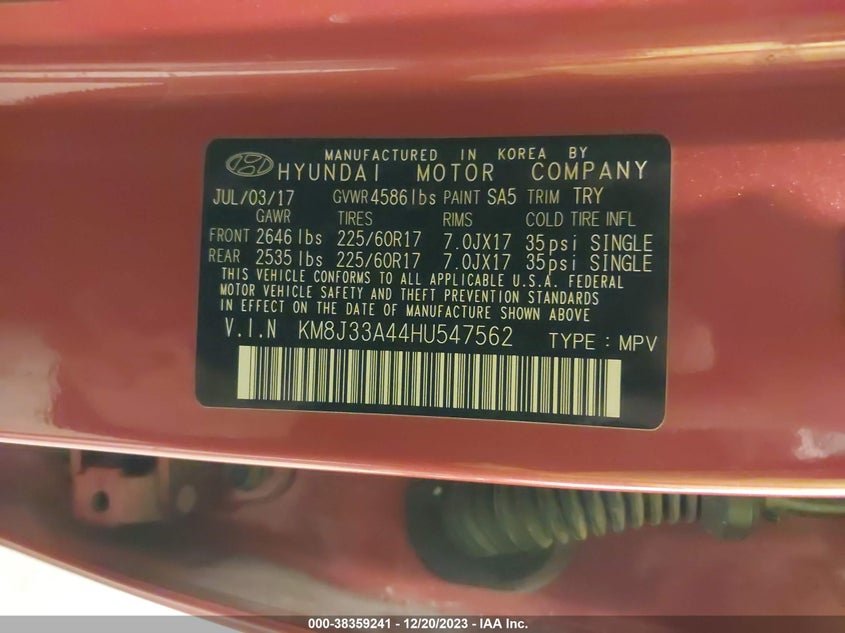 MANUFACTURED IN KOREA BY
HYUNDAI MOTOR COMPANY
JUL/03/17 GVWR 4586lbs PAINT SA5 TRIM TRY
GAWR TIRES RIMS COLD TIRE INFL
FRONT 2646 lbs 225/60R17 7.0JX17 35psi SINGLE
REAR 2535 lbs 225/60R17 7.0JX17 35psi SINGLE
THIS VEHICLE CONFORMS TO ALL APPLICABLE U.S.A. FEDERAL
MOTOR VEHICLE SAFETY AND THEFT PREVENTION STANDARDS
IN EFFECT ON THE DATE OF MANUFACTURE SHOWN ABOVE
V.I.N KM8J33A44HU547562 TYPE : MPV
000-38359241 - 12/20/2023 - IAA Inc.